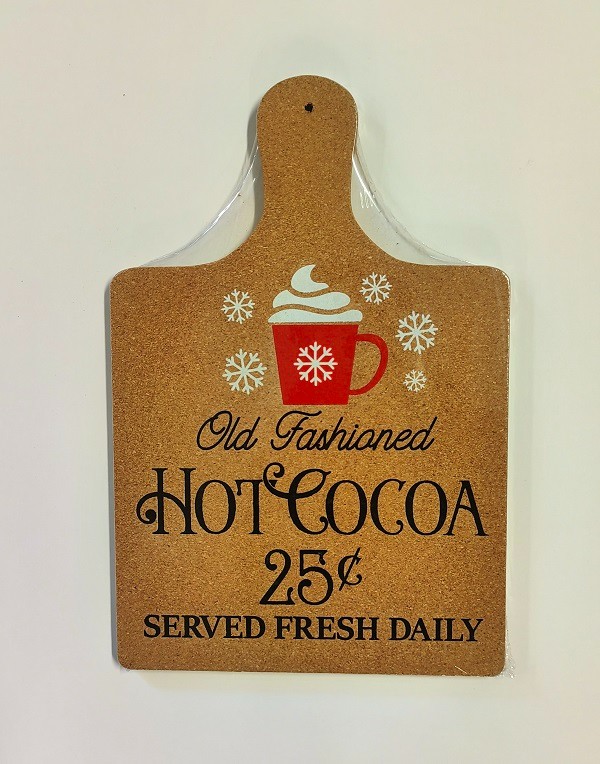 Old Fashioned
HOT COCOA
25¢
SERVED FRESH DAILY